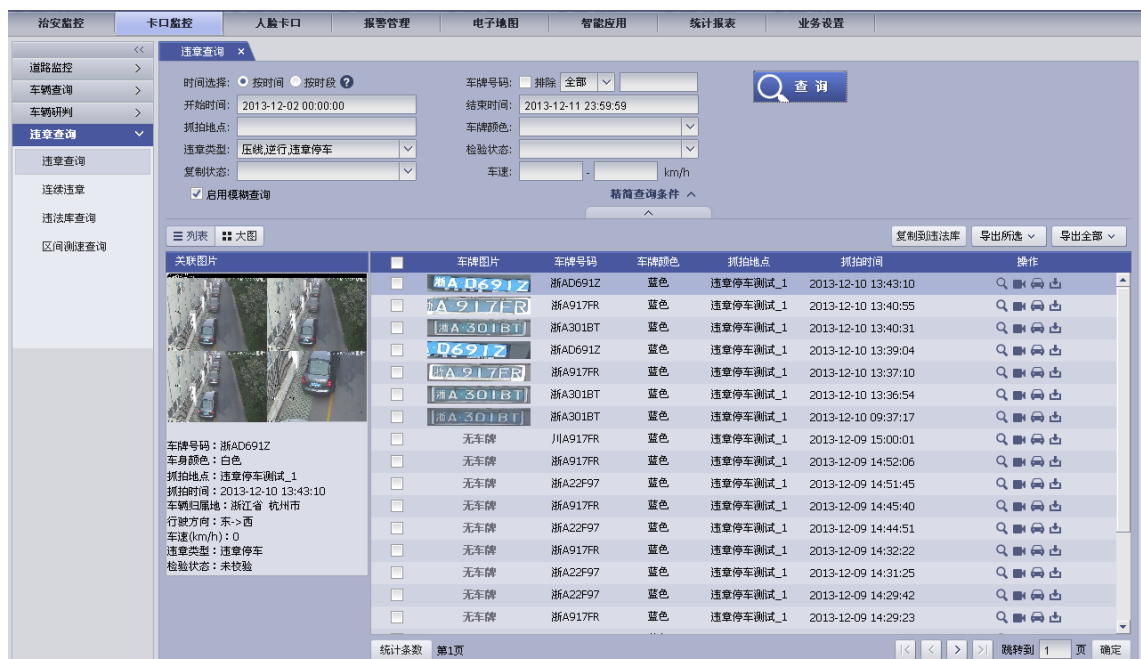 治安监控 卡口监控 人脸卡口 报警管理 电子地图 智能应用 统计报表 业务设置
违章查询 ×
道路监控
车辆查询
车辆研判
违章查询
违章查询
连续违章
违法库查询
区间测速查询
时间选择: 按时间 按时段 车牌号码: 排除 全部
开始时间: 2013-12-02 00:00:00 结束时间: 2013-12-11 23:59:59
抓拍地点: 车牌颜色:
违章类型: 压线,逆行,违章停车 检验状态:
复制状态: 车速: - km/h
启用模糊查询 精简查询条件
查 询
列表 大图 复制到违法库 导出所选 导出全部
关联图片
车牌号码：浙AD691Z
车身颜色：白色
抓拍地点：违章停车测试_1
抓拍时间：2013-12-10 13:43:10
车辆归属地：浙江省 杭州市
行驶方向：东->西
车速(km/h)：0
违章类型：违章停车
检验状态：未校验
车牌图片 车牌号码 车牌颜色 抓拍地点 抓拍时间 操作
浙A·D691Z 浙AD691Z 蓝色 违章停车测试_1 2013-12-10 13:43:10
A·917FR 浙A917FR 蓝色 违章停车测试_1 2013-12-10 13:40:55
浙A·301BT 浙A301BT 蓝色 违章停车测试_1 2013-12-10 13:40:31
D691Z 浙AD691Z 蓝色 违章停车测试_1 2013-12-10 13:39:04
浙A·917FR 浙A917FR 蓝色 违章停车测试_1 2013-12-10 13:37:10
浙A·301BT 浙A301BT 蓝色 违章停车测试_1 2013-12-10 13:36:54
浙A·301BT 浙A301BT 蓝色 违章停车测试_1 2013-12-10 09:37:17
无车牌 川A917FR 蓝色 违章停车测试_1 2013-12-09 15:00:01
无车牌 浙A917FR 蓝色 违章停车测试_1 2013-12-09 14:52:06
无车牌 浙A22F97 蓝色 违章停车测试_1 2013-12-09 14:51:45
无车牌 浙A917FR 蓝色 违章停车测试_1 2013-12-09 14:45:40
无车牌 浙A22F97 蓝色 违章停车测试_1 2013-12-09 14:44:51
无车牌 浙A917FR 蓝色 违章停车测试_1 2013-12-09 14:32:22
无车牌 浙A22F97 蓝色 违章停车测试_1 2013-12-09 14:31:25
无车牌 浙A22F97 蓝色 违章停车测试_1 2013-12-09 14:29:42
无车牌 浙A917FR 蓝色 违章停车测试_1 2013-12-09 14:29:23
统计条数 第1页 跳转到 1 页 确定